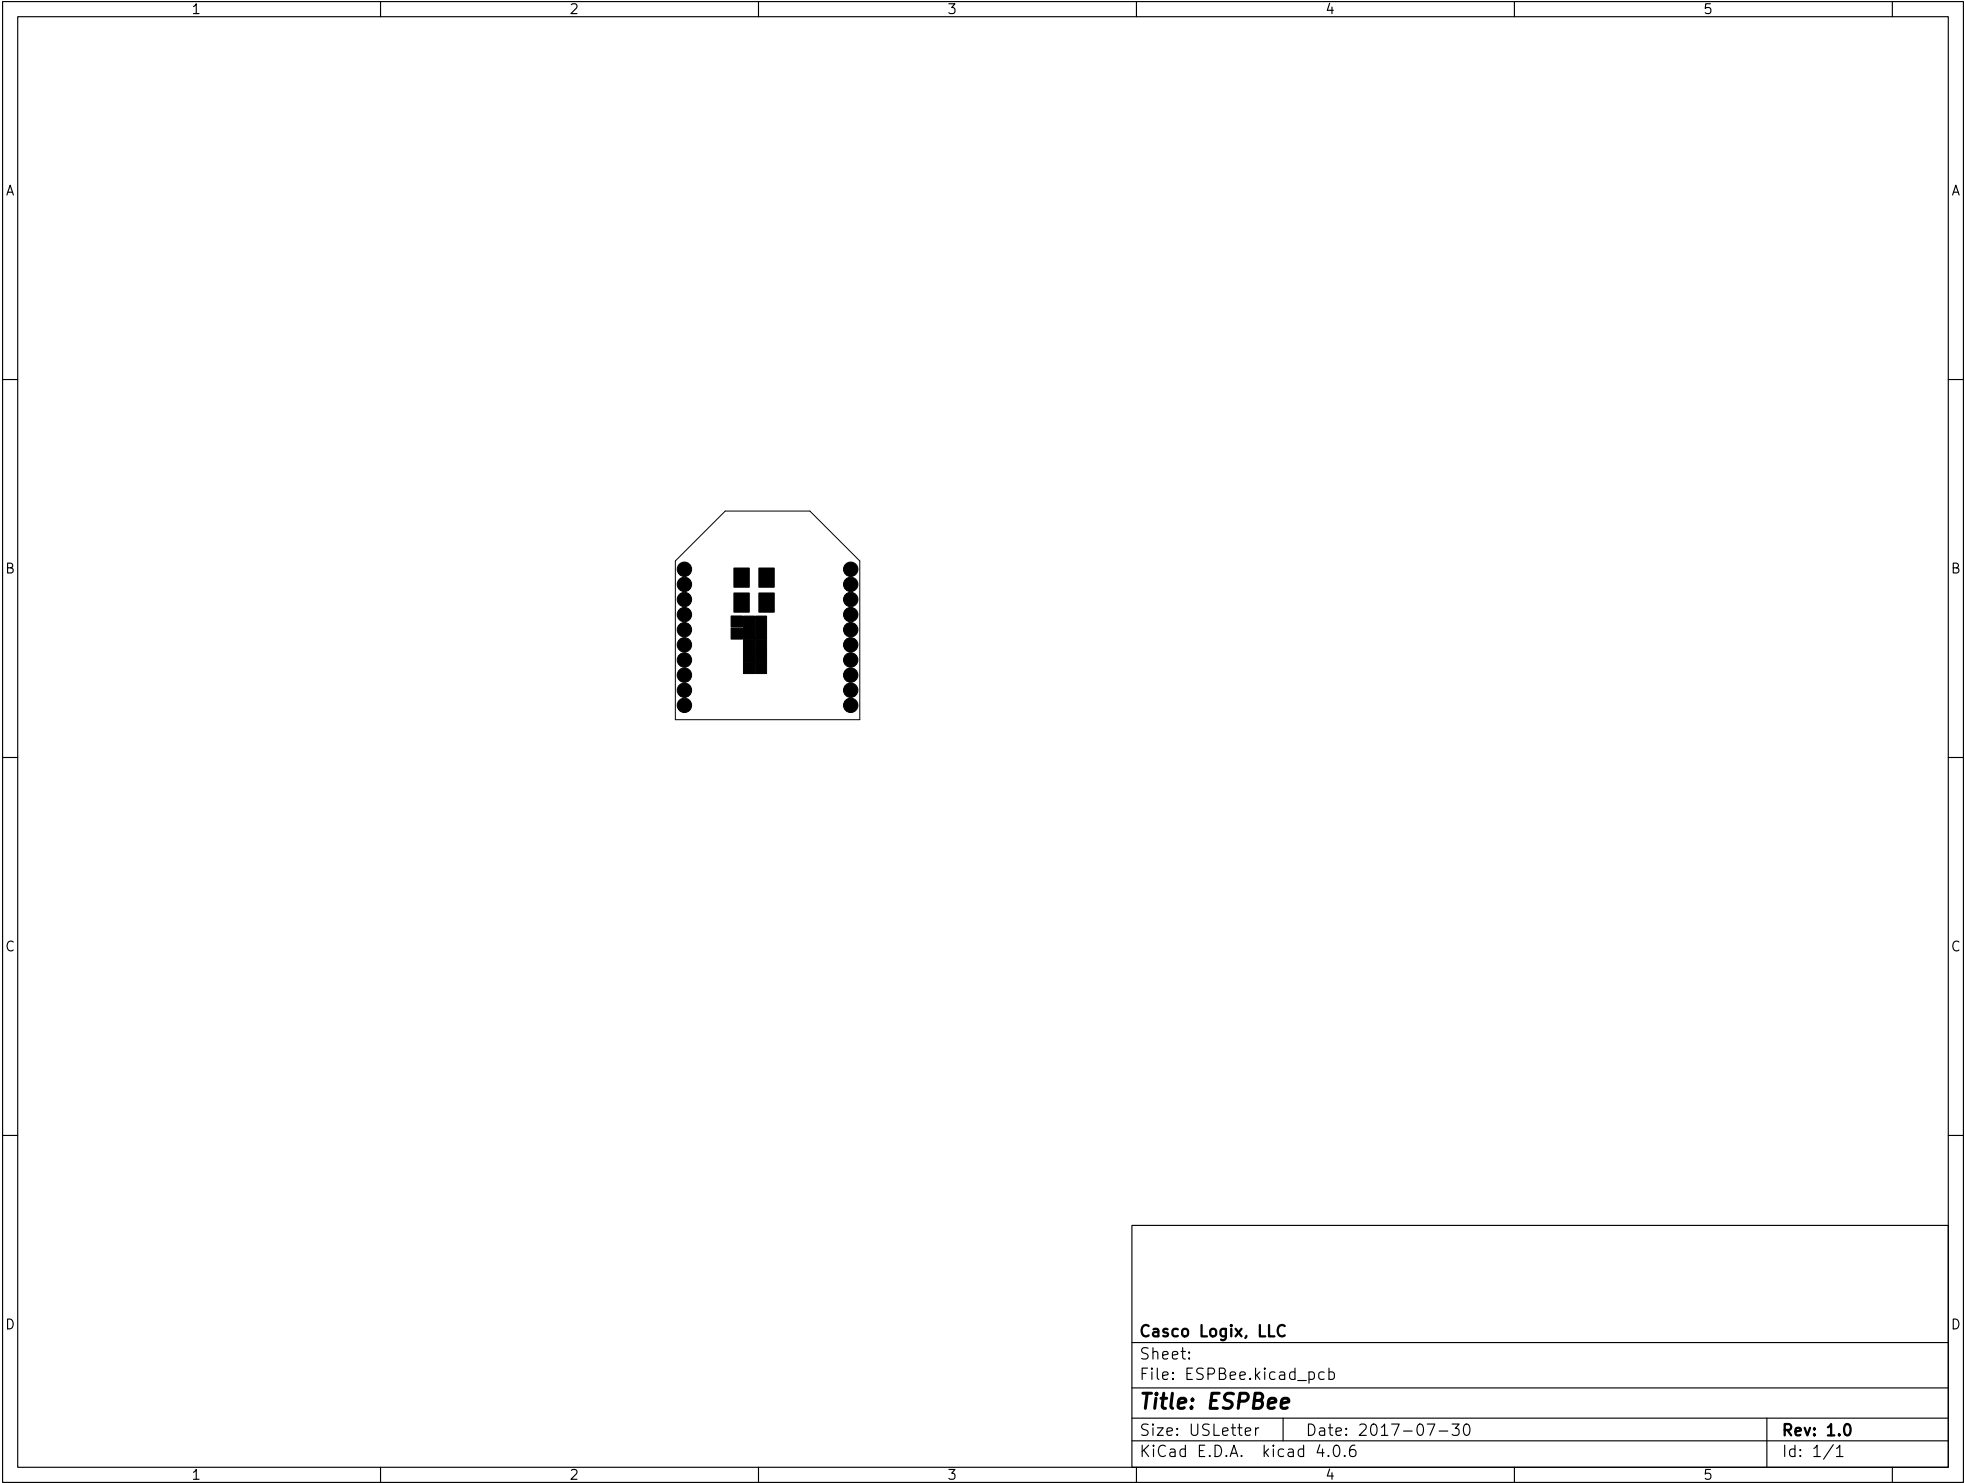 1 2 3 4 5
A A
B B
C C
D D
Casco Logix, LLC
Sheet:
File: ESPBee.kicad_pcb
Title: ESPBee
Size: USLetter Date: 2017-07-30 Rev: 1.0
KiCad E.D.A. kicad 4.0.6 Id: 1/1
1 2 3 4 5